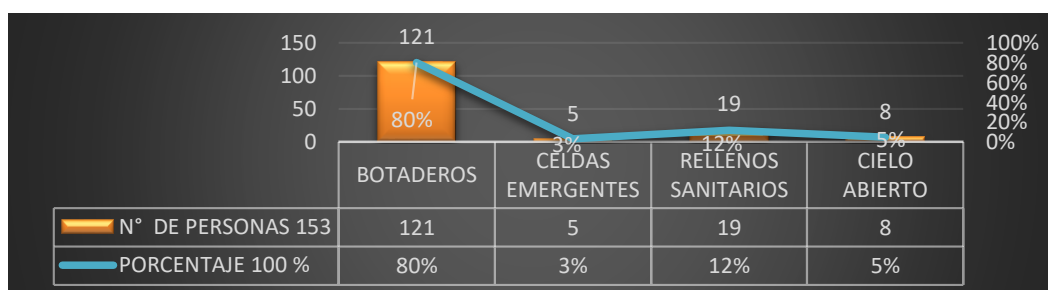 150
100
50
0
121
5
19
8
80%
3%
12%
5%
100%
80%
60%
40%
20%
0%
BOTADEROS
CELDAS
EMERGENTES
RELLENOS
SANITARIOS
CIELO
ABIERTO
N° DE PERSONAS 153 121 5 19 8
PORCENTAJE 100 % 80% 3% 12% 5%